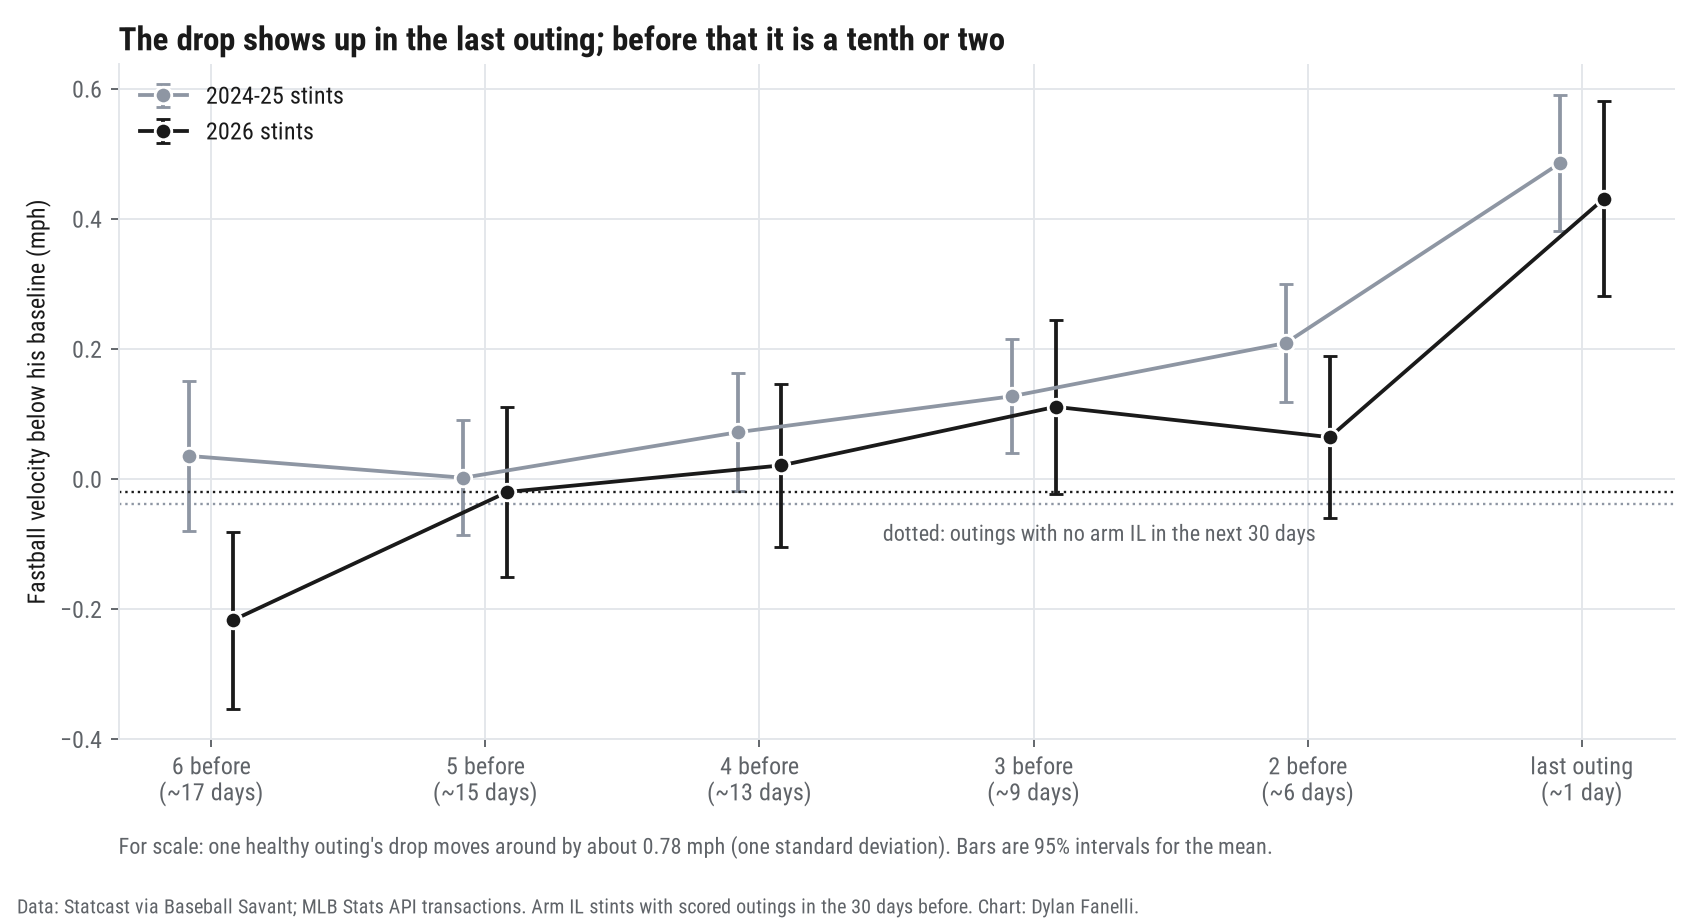 The drop shows up in the last outing; before that it is a tenth or two
2024-25 stints
2026 stints
Fastball velocity below his baseline (mph)
0.6
0.4
0.2
0.0
−0.2
−0.4
dotted: outings with no arm IL in the next 30 days
6 before
(~17 days)
5 before
(~15 days)
4 before
(~13 days)
3 before
(~9 days)
2 before
(~6 days)
last outing
(~1 day)
For scale: one healthy outing's drop moves around by about 0.78 mph (one standard deviation). Bars are 95% intervals for the mean.
Data: Statcast via Baseball Savant; MLB Stats API transactions. Arm IL stints with scored outings in the 30 days before. Chart: Dylan Fanelli.